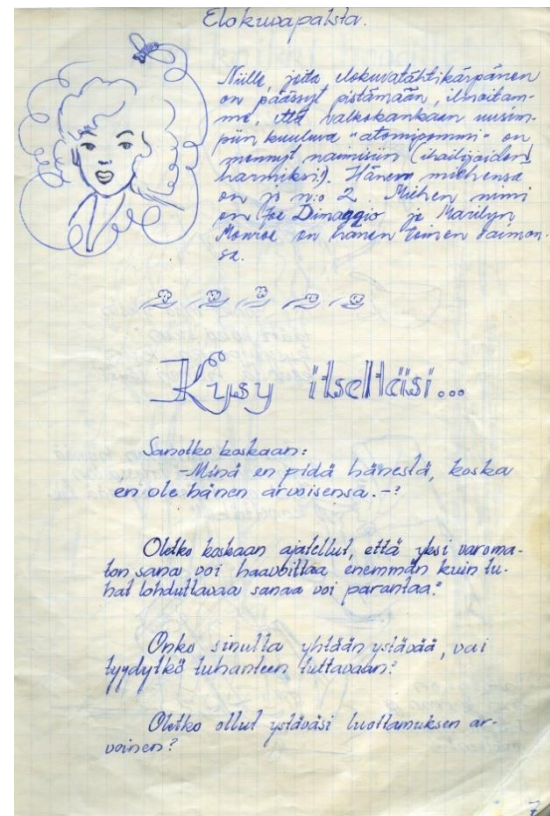 Elokuvapalsta.
Niille, joita elokuvatähtikärpänen
on päässyt pistämään, ilmoitam-
me, että valkokankaan uusim-
piin kuuluva "atomipommi" on
mennyt naimisiin (ihailijoidens
harmiksi). Hänen miehensä
on jo n:o 2. Miehen nimi
on Joe Dimaggio ja Marilyn
Monroe on hänen toinen vaimon-
sa.
Kysy itseltäsi...
Sanotko koskaan:
-Minä en pidä hänestä, koska
en ole hänen arvoisensa.-?
Oletko koskaan ajatellut, että yksi varoma-
ton sana voi haavoittaa enemmän kuin tu-
hat lohduttavaa sanaa voi parantaa?
Onko sinulla yhtään ystävää, vai
tyydytkö tuhanteen tuttavaan?
Oletko ollut ystäväsi luottamuksen ar-
voinen?
7